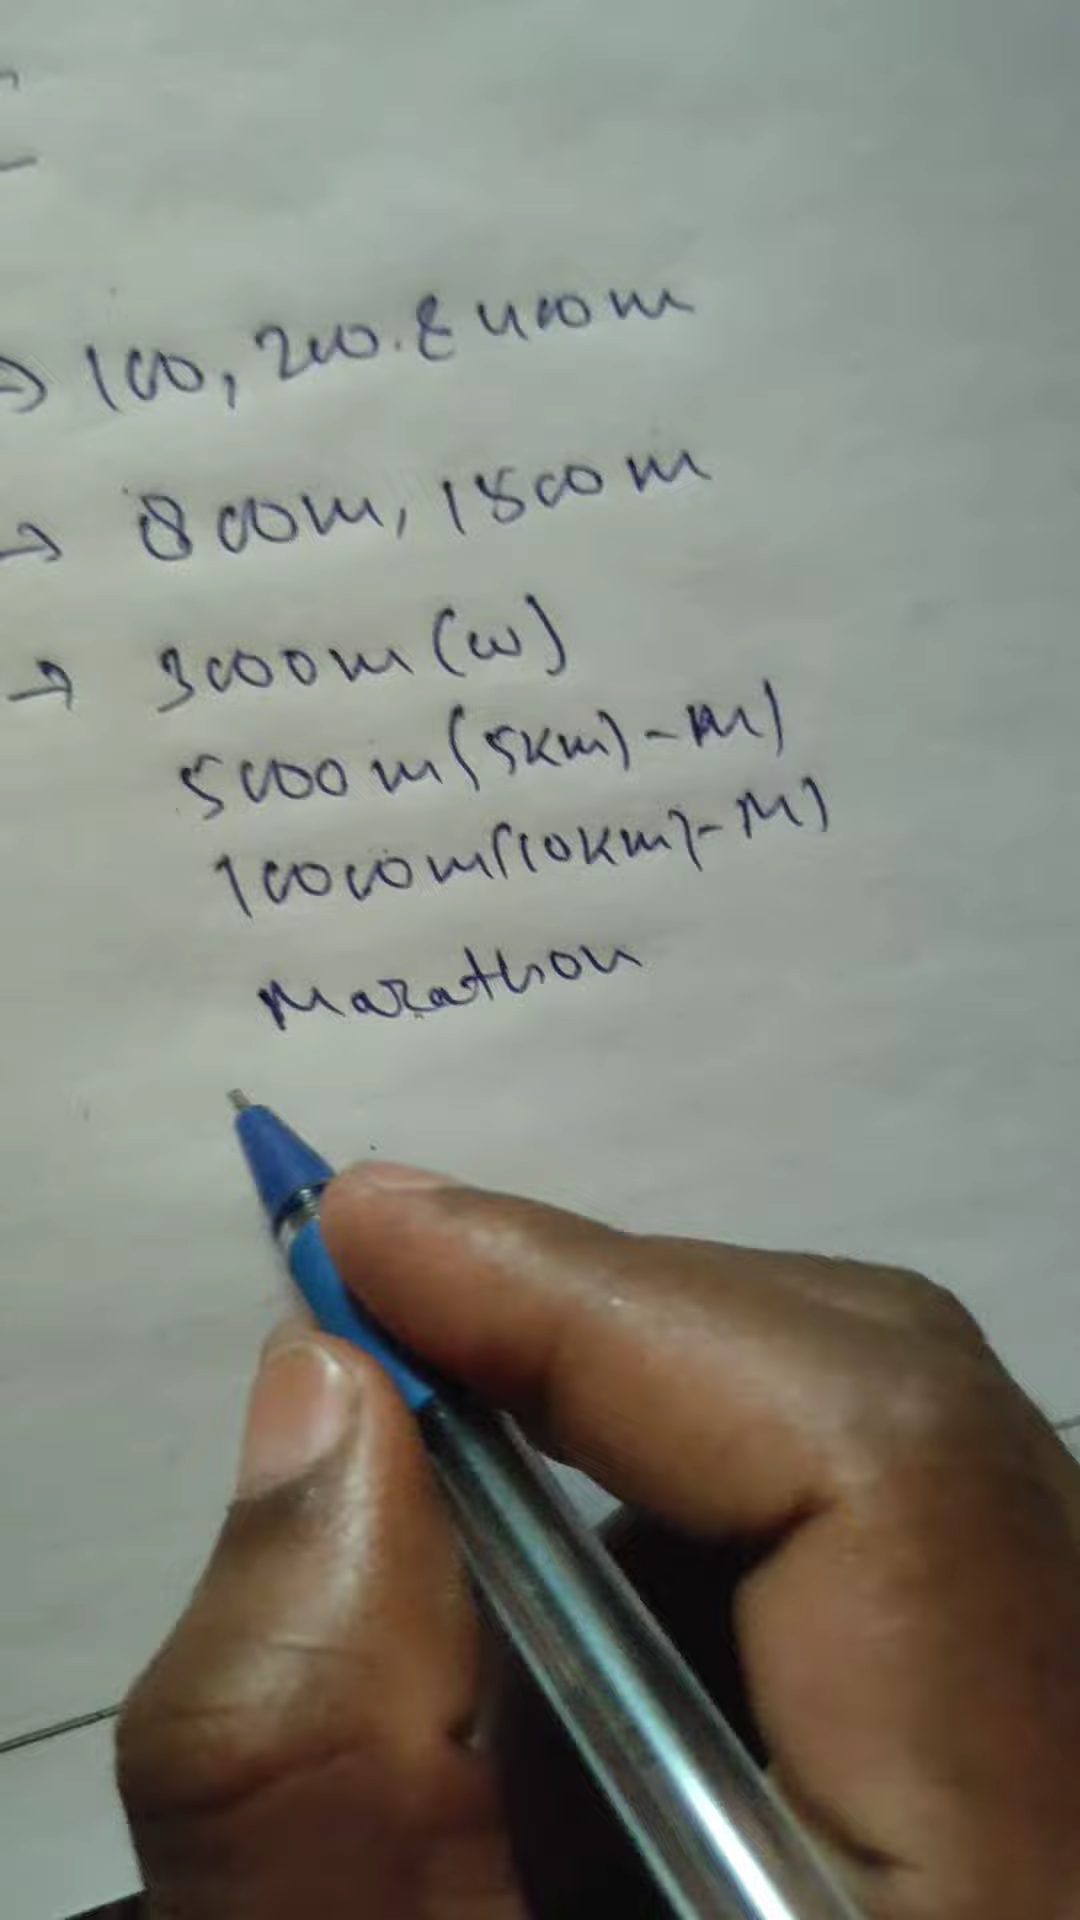 → 100, 200. & 400m
→ 800m, 1500m
→ 3000m (w)
5000m (5km) - M)
10000m (10km) - M)
Marathon